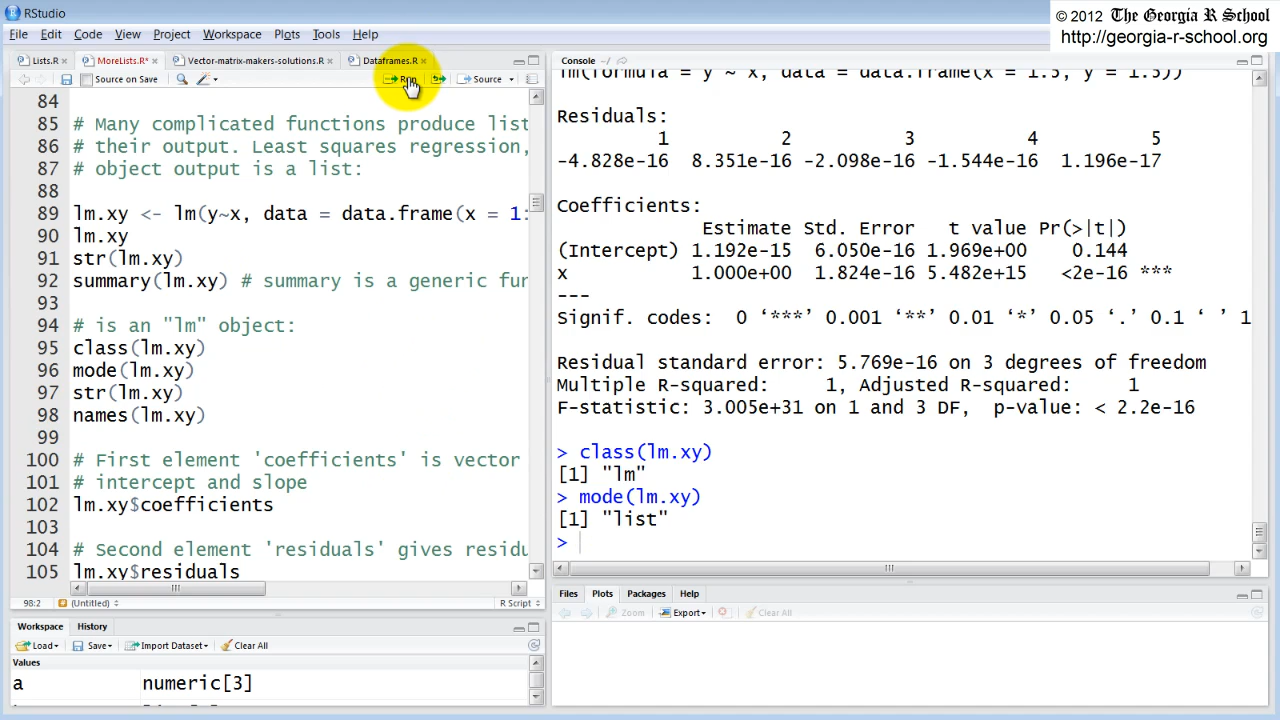 RStudio
© 2012 The Georgia R School
http://georgia-r-school.org
File Edit Code View Project Workspace Plots Tools Help
Lists.R × MoreLists.R* × Vector-matrix-makers-solutions.R × Dataframes.R ×
Source on Save Run Source
84
85 # Many complicated functions produce list
86 # their output. Least squares regression,
87 # object output is a list:
88
89 lm.xy <- lm(y~x, data = data.frame(x = 1:
90 lm.xy
91 str(lm.xy)
92 summary(lm.xy) # summary is a generic fur
93
94 # is an "lm" object:
95 class(lm.xy)
96 mode(lm.xy)
97 str(lm.xy)
98 names(lm.xy)
99
100 # First element 'coefficients' is vector
101 # intercept and slope
102 lm.xy$coefficients
103
104 # Second element 'residuals' gives residu
105 lm.xy$residuals
98:2 (Untitled) R Script
Workspace History
Load Save Import Dataset Clear All
Values
a numeric[3]
Console ~/
lm(formula = y ~ x, data = data.frame(x = 1:5, y = 1:5))
Residuals:
1 2 3 4 5
-4.828e-16 8.351e-16 -2.098e-16 -1.544e-16 1.196e-17
Coefficients:
Estimate Std. Error t value Pr(>|t|)
(Intercept) 1.192e-15 6.050e-16 1.969e+00 0.144
x 1.000e+00 1.824e-16 5.482e+15 <2e-16 ***
---
Signif. codes: 0 ‘***’ 0.001 ‘**’ 0.01 ‘*’ 0.05 ‘.’ 0.1 ‘ ’ 1
Residual standard error: 5.769e-16 on 3 degrees of freedom
Multiple R-squared: 1, Adjusted R-squared: 1
F-statistic: 3.005e+31 on 1 and 3 DF, p-value: < 2.2e-16
> class(lm.xy)
[1] "lm"
> mode(lm.xy)
[1] "list"
>
Files Plots Packages Help
Zoom Export Clear All